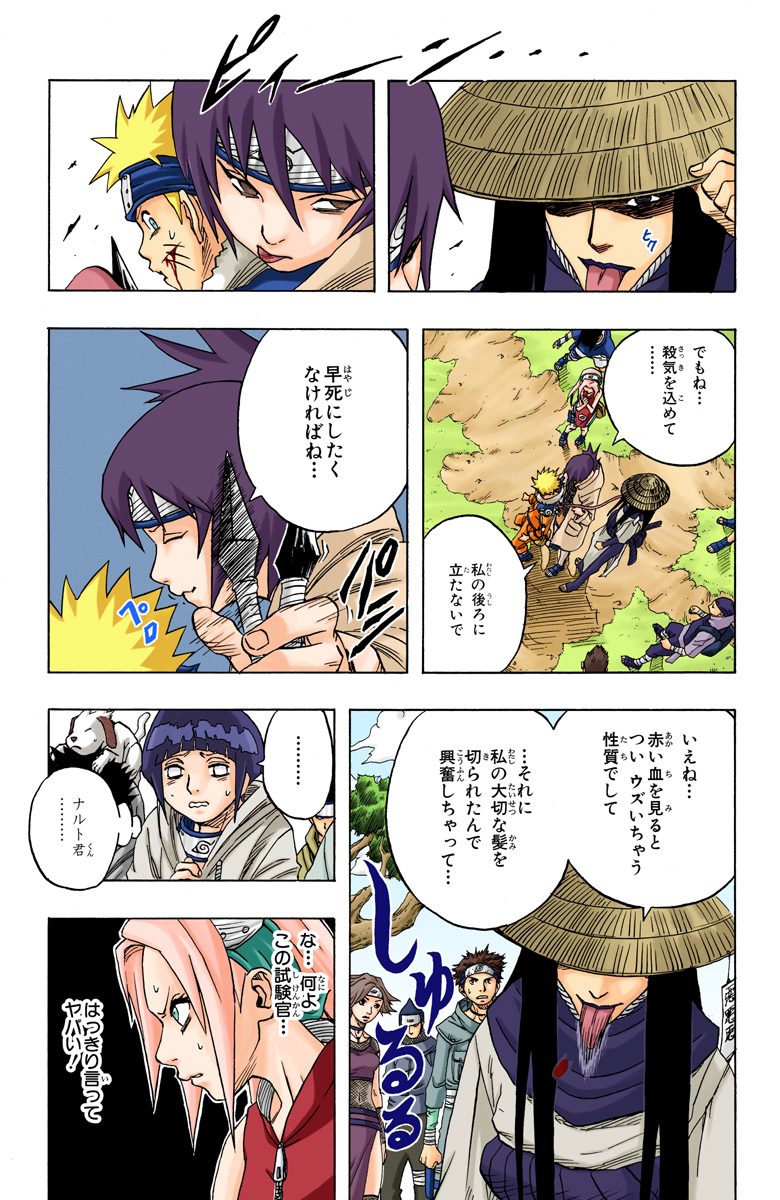 ピィーン・・・
ピク
でもね…
殺気を込めて
……
私の後ろに
立たないで
早死にしたく
なければね…
パミ
ペロ
いえね…
赤い血を見ると
つい ウズいちゃう
性質でして
…それに
私の大切な髪を
切られたんで
興奮しちゃって…
しゅるるる
………
ナルト君
………
な…何よ
この試験官…
はっきり言って
ヤバい！